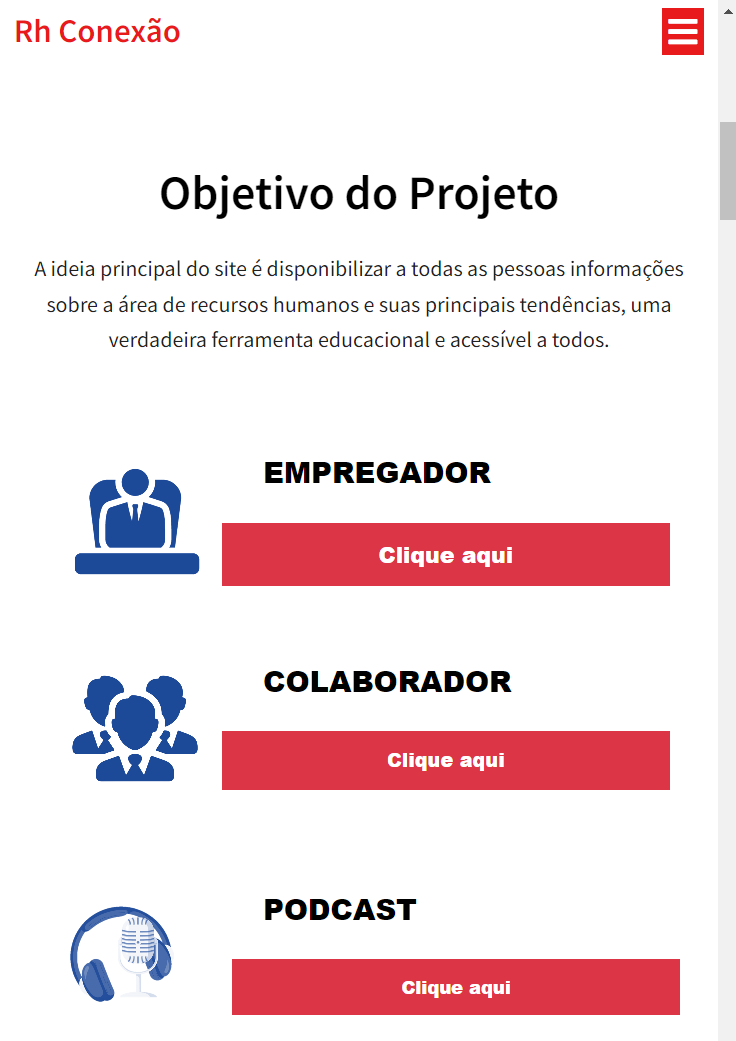 Rh Conexão
Objetivo do Projeto
A ideia principal do site é disponibilizar a todas as pessoas informações
sobre a área de recursos humanos e suas principais tendências, uma
verdadeira ferramenta educacional e acessível a todos.
EMPREGADOR
Clique aqui
COLABORADOR
Clique aqui
PODCAST
Clique aqui